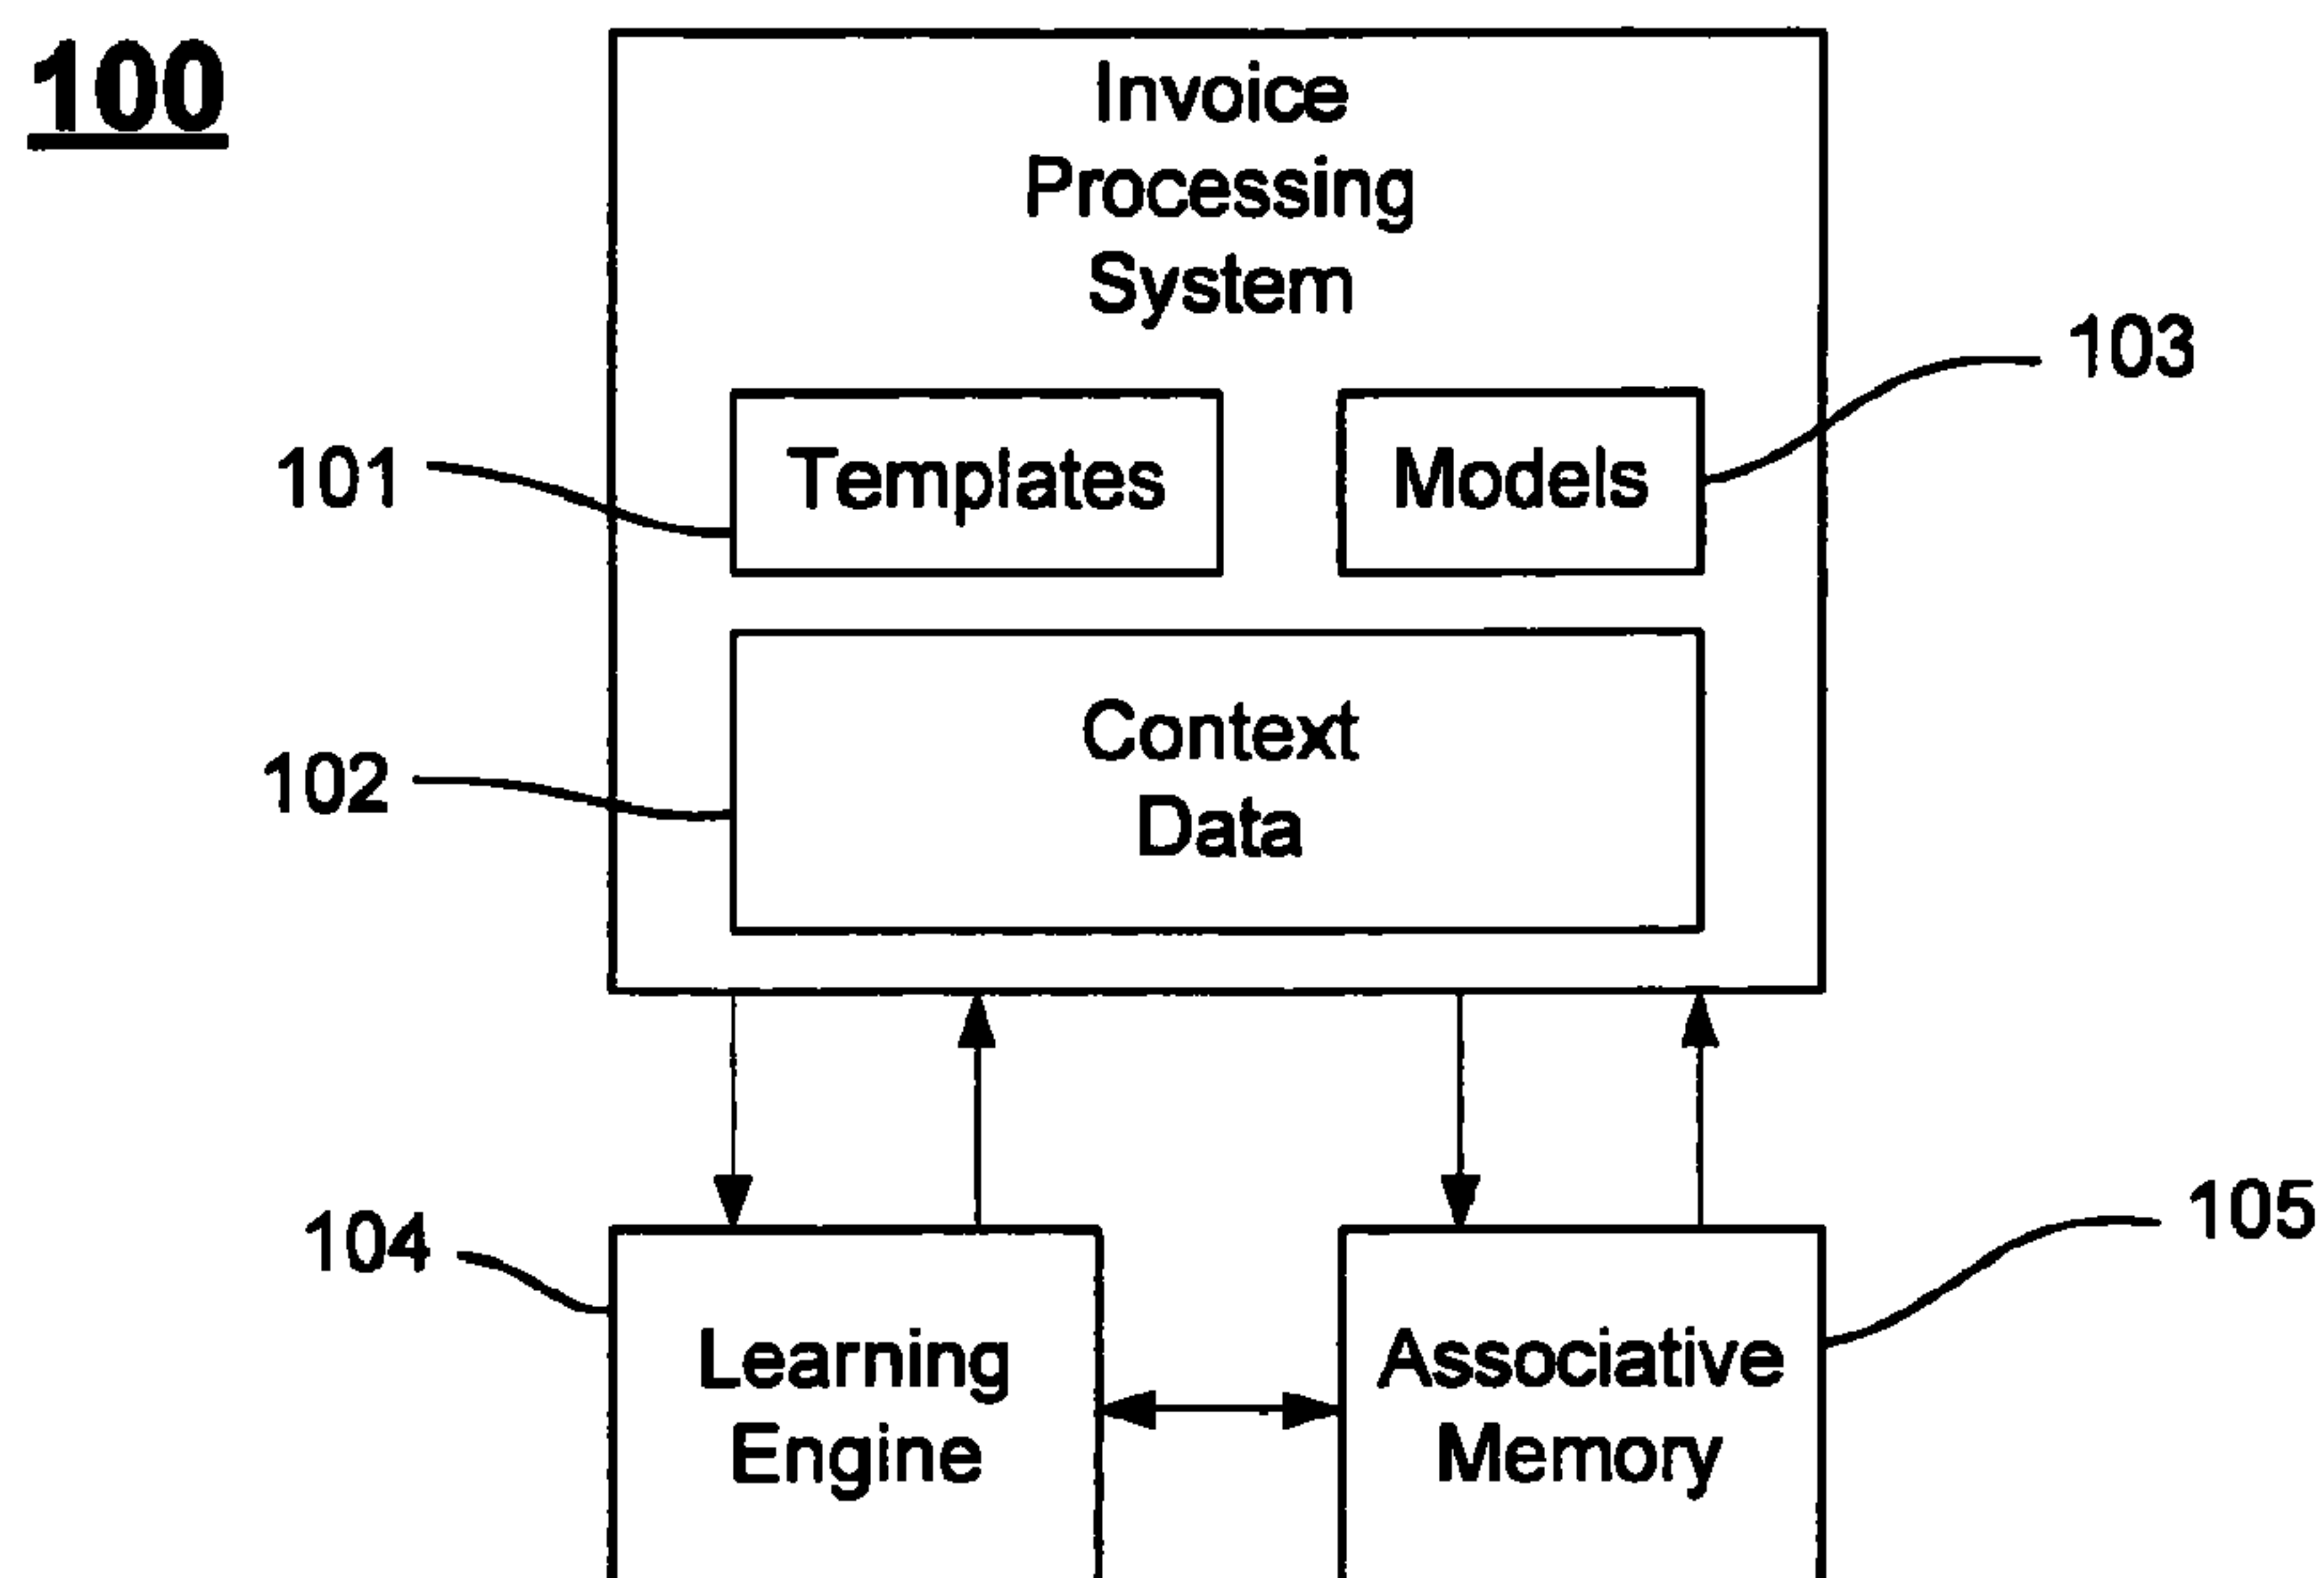 100
Invoice
Processing
System
103
101
Templates
Models
102
Context
Data
104
105
Learning
Engine
Associative
Memory